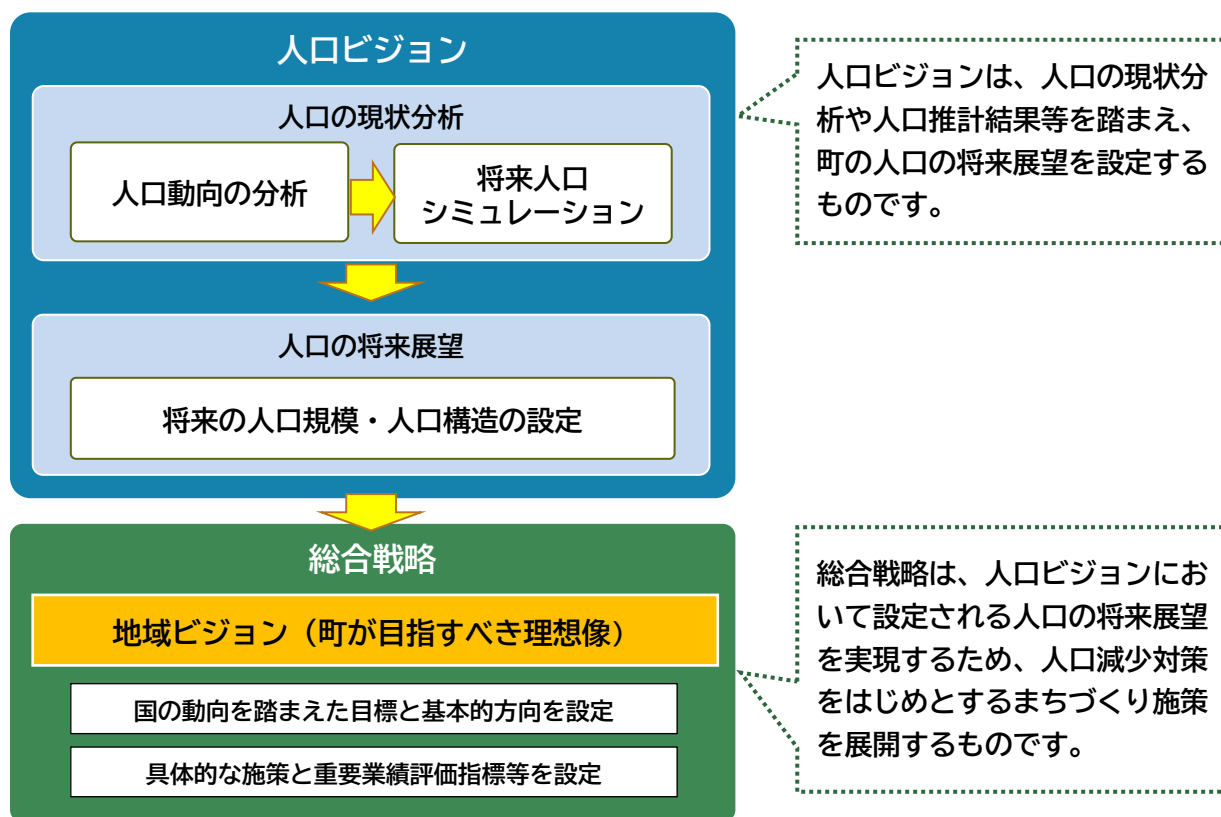 人口ビジョン
人口の現状分析
人口動向の分析
将来人口
シミュレーション
人口の将来展望
将来の人口規模・人口構造の設定
人口ビジョンは、人口の現状分
析や人口推計結果等を踏まえ、
町の人口の将来展望を設定する
ものです。
総合戦略
地域ビジョン（町が目指すべき理想像）
国の動向を踏まえた目標と基本的方向を設定
具体的な施策と重要業績評価指標等を設定
総合戦略は、人口ビジョンにお
いて設定される人口の将来展望
を実現するため、人口減少対策
をはじめとするまちづくり施策
を展開するものです。